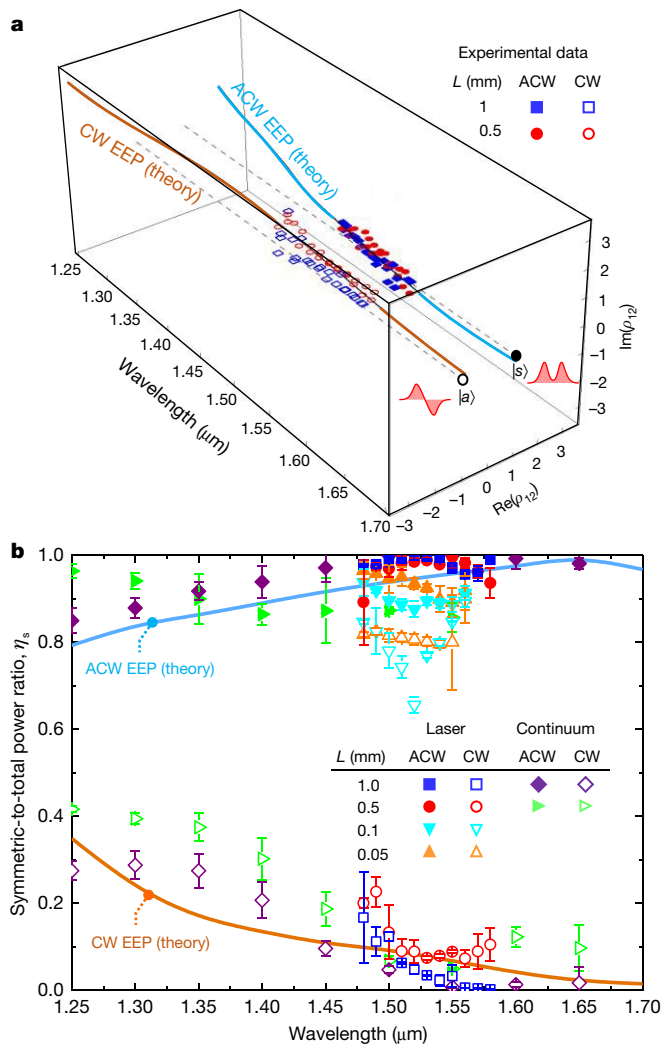 a
Experimental data
L (mm) ACW CW
1
0.5
ACW EEP (theory)
CW EEP (theory)
1.25
1.30
1.35
1.40
1.45
1.50
1.55
1.60
1.65
1.70
Wavelength (μm)
3
2
1
0
−1
−2
−3
Im(ρ12)
−3
−2
−1
0
1
2
3
Re(ρ12)
|s⟩
|a⟩
b
1.0
0.8
0.6
0.4
0.2
0.0
Symmetric-to-total power ratio, ηs
ACW EEP (theory)
CW EEP (theory)
Laser Continuum
L (mm) ACW CW ACW CW
1.0
0.5
0.1
0.05
1.25 1.30 1.35 1.40 1.45 1.50 1.55 1.60 1.65 1.70
Wavelength (μm)